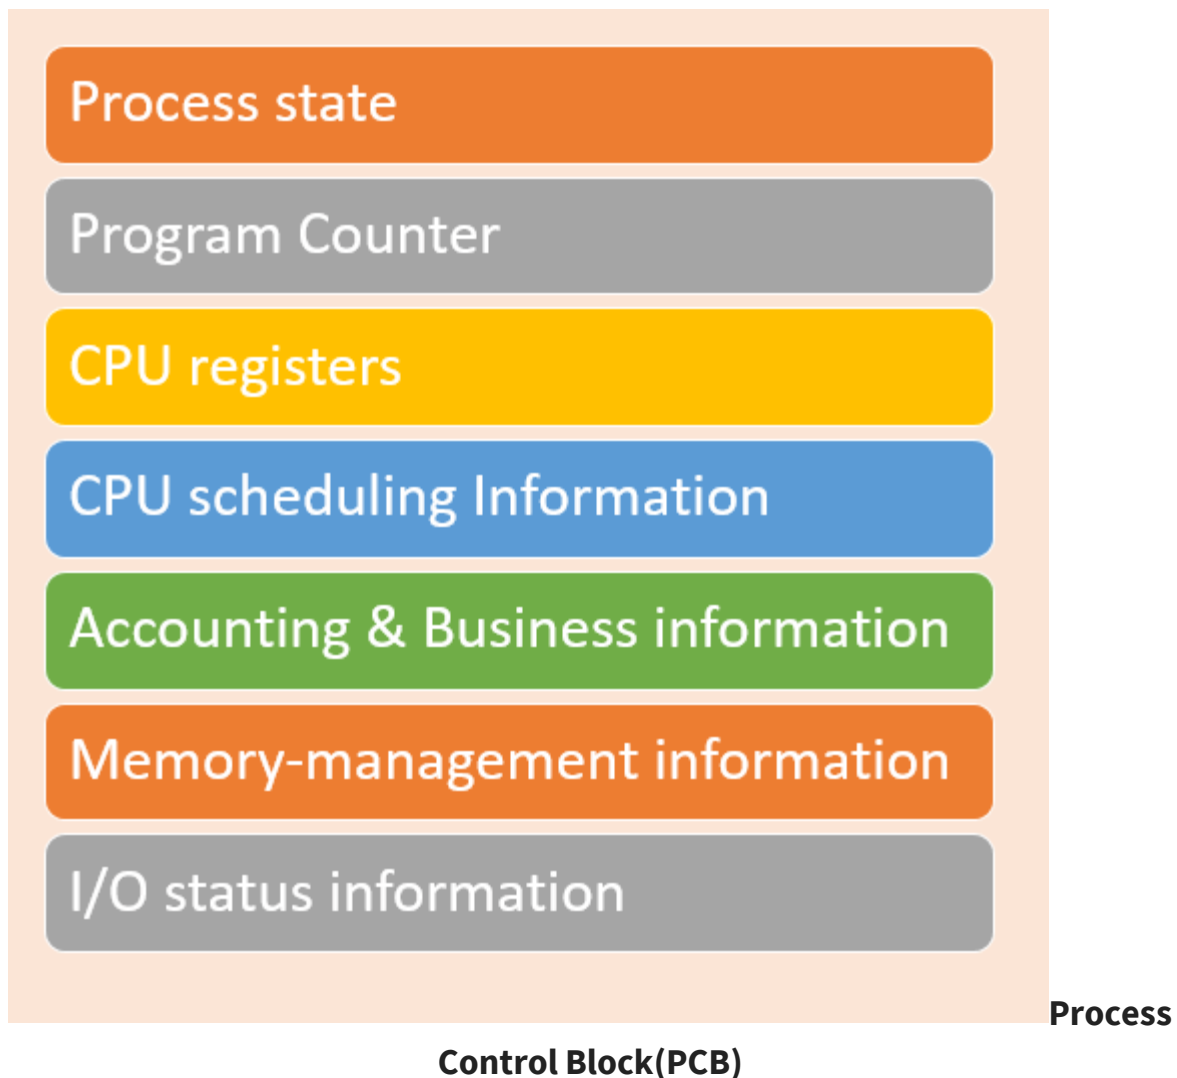 Process state
Program Counter
CPU registers
CPU scheduling Information
Accounting & Business information
Memory-management information
I/O status information
Process
Control Block(PCB)